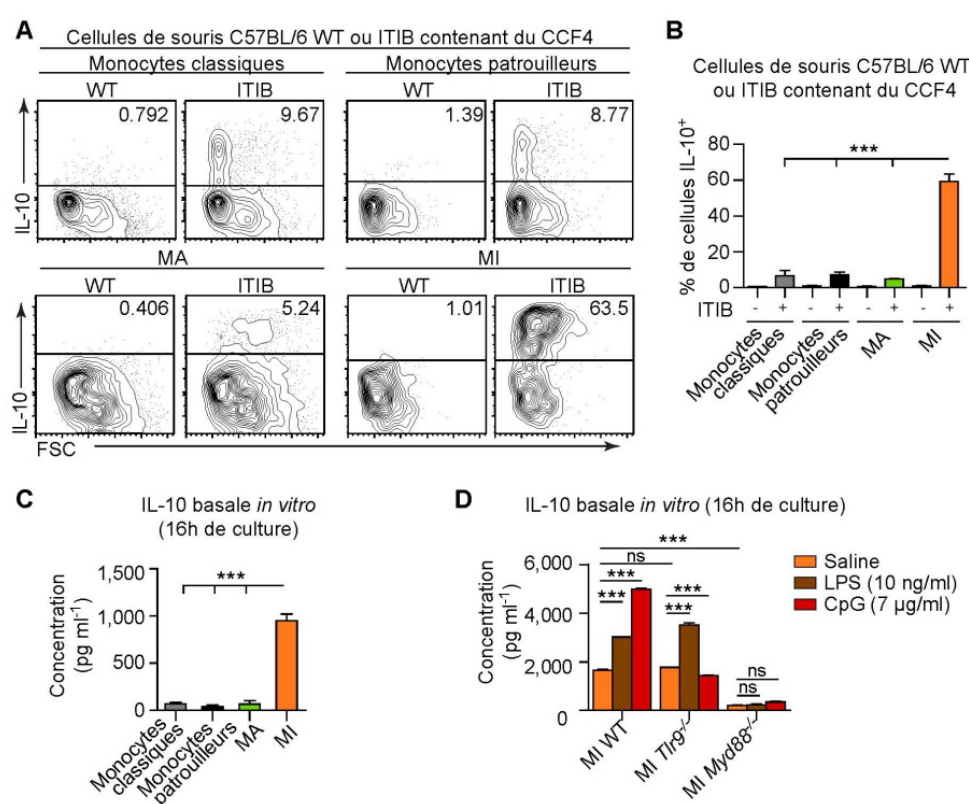 A
Cellules de souris C57BL/6 WT ou ITIB contenant du CCF4
Monocytes classiques
Monocytes patrouilleurs
WT
ITIB
WT
ITIB
0.792
9.67
1.39
8.77
IL-10
MA
MI
WT
ITIB
WT
ITIB
0.406
5.24
1.01
63.5
IL-10
FSC
B
Cellules de souris C57BL/6 WT
ou ITIB contenant du CCF4
% de cellules IL-10+
***
80
60
40
20
0
ITIB
- + - + - + - +
Monocytes
classiques
Monocytes
patrouilleurs
MA
MI
C
IL-10 basale in vitro
(16h de culture)
Concentration
(pg ml-1)
***
1,500
1,000
500
0
Monocytes
classiques
Monocytes
patrouilleurs
MA
MI
D
IL-10 basale in vitro (16h de culture)
Concentration
(pg ml-1)
6,000
4,000
2,000
0
***
ns
***
***
***
***
ns
ns
Saline
LPS (10 ng/ml)
CpG (7 µg/ml)
MI WT
MI Tlr9-/-
MI Myd88-/-